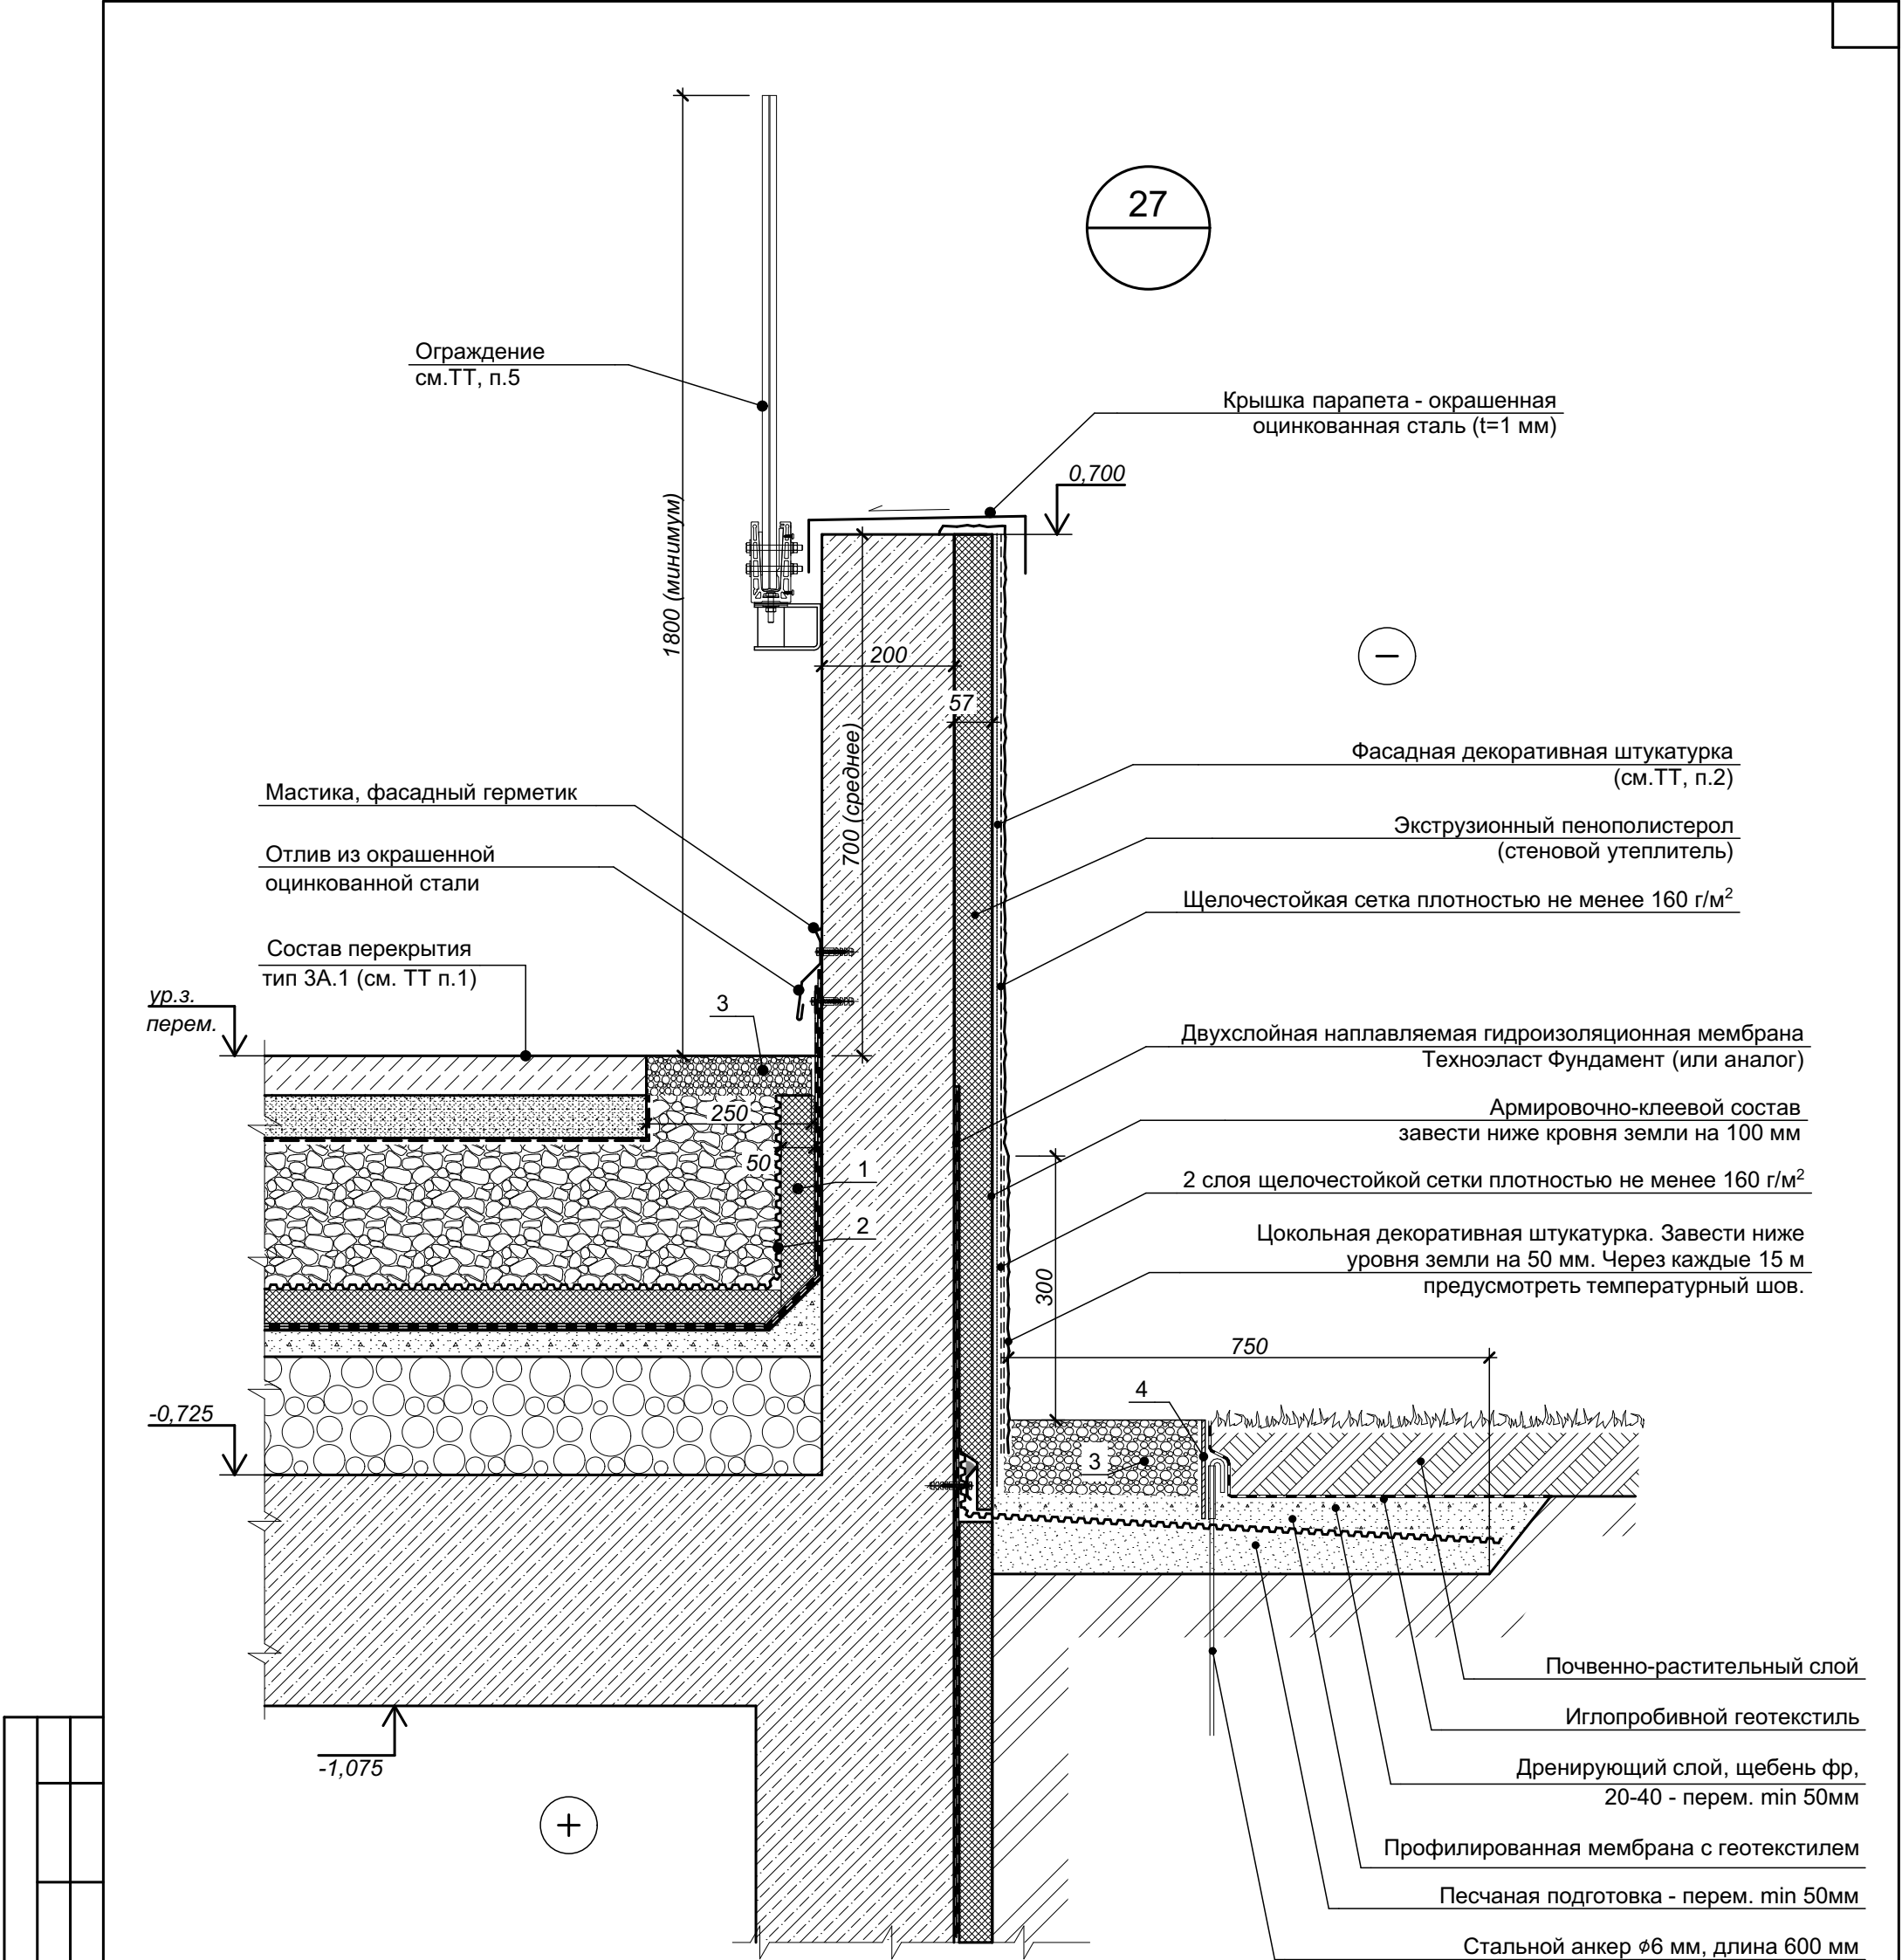 27
Ограждение
см.ТТ, п.5
Крышка парапета - окрашенная
оцинкованная сталь (t=1 мм)
0,700
1800 (минимум)
200
57
700 (среднее)
Фасадная декоративная штукатурка
(см.ТТ, п.2)
Мастика, фасадный герметик
Экструзионный пенополистерол
(стеновой утеплитель)
Отлив из окрашенной
оцинкованной стали
Щелочестойкая сетка плотностью не менее 160 г/м²
Состав перекрытия
тип 3А.1 (см. ТТ п.1)
ур.з.
перем.
3
Двухслойная наплавляемая гидроизоляционная мембрана
Техноэласт Фундамент (или аналог)
250
Армировочно-клеевой состав
завести ниже кровня земли на 100 мм
50
1
2 слоя щелочестойкой сетки плотностью не менее 160 г/м²
2
Цокольная декоративная штукатурка. Завести ниже
уровня земли на 50 мм. Через каждые 15 м
предусмотреть температурный шов.
300
750
4
-0,725
3
-1,075
+
−
Почвенно-растительный слой
Иглопробивной геотекстиль
Дренирующий слой, щебень фр,
20-40 - перем. min 50мм
Профилированная мембрана с геотекстилем
Песчаная подготовка - перем. min 50мм
Стальной анкер ⌀6 мм, длина 600 мм